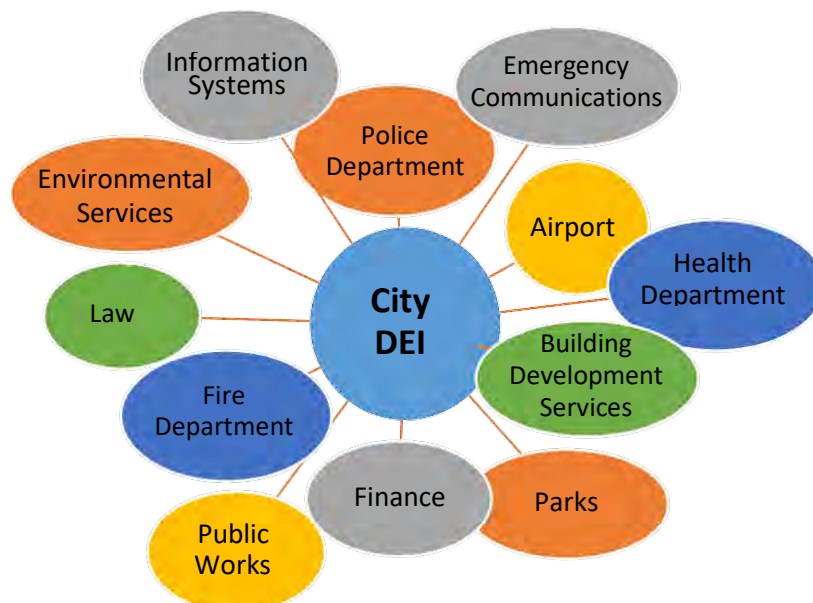 Information
Systems
Emergency
Communications
Police
Department
Environmental
Services
Airport
Health
Department
City
DEI
Law
Building
Development
Services
Fire
Department
Finance
Parks
Public
Works